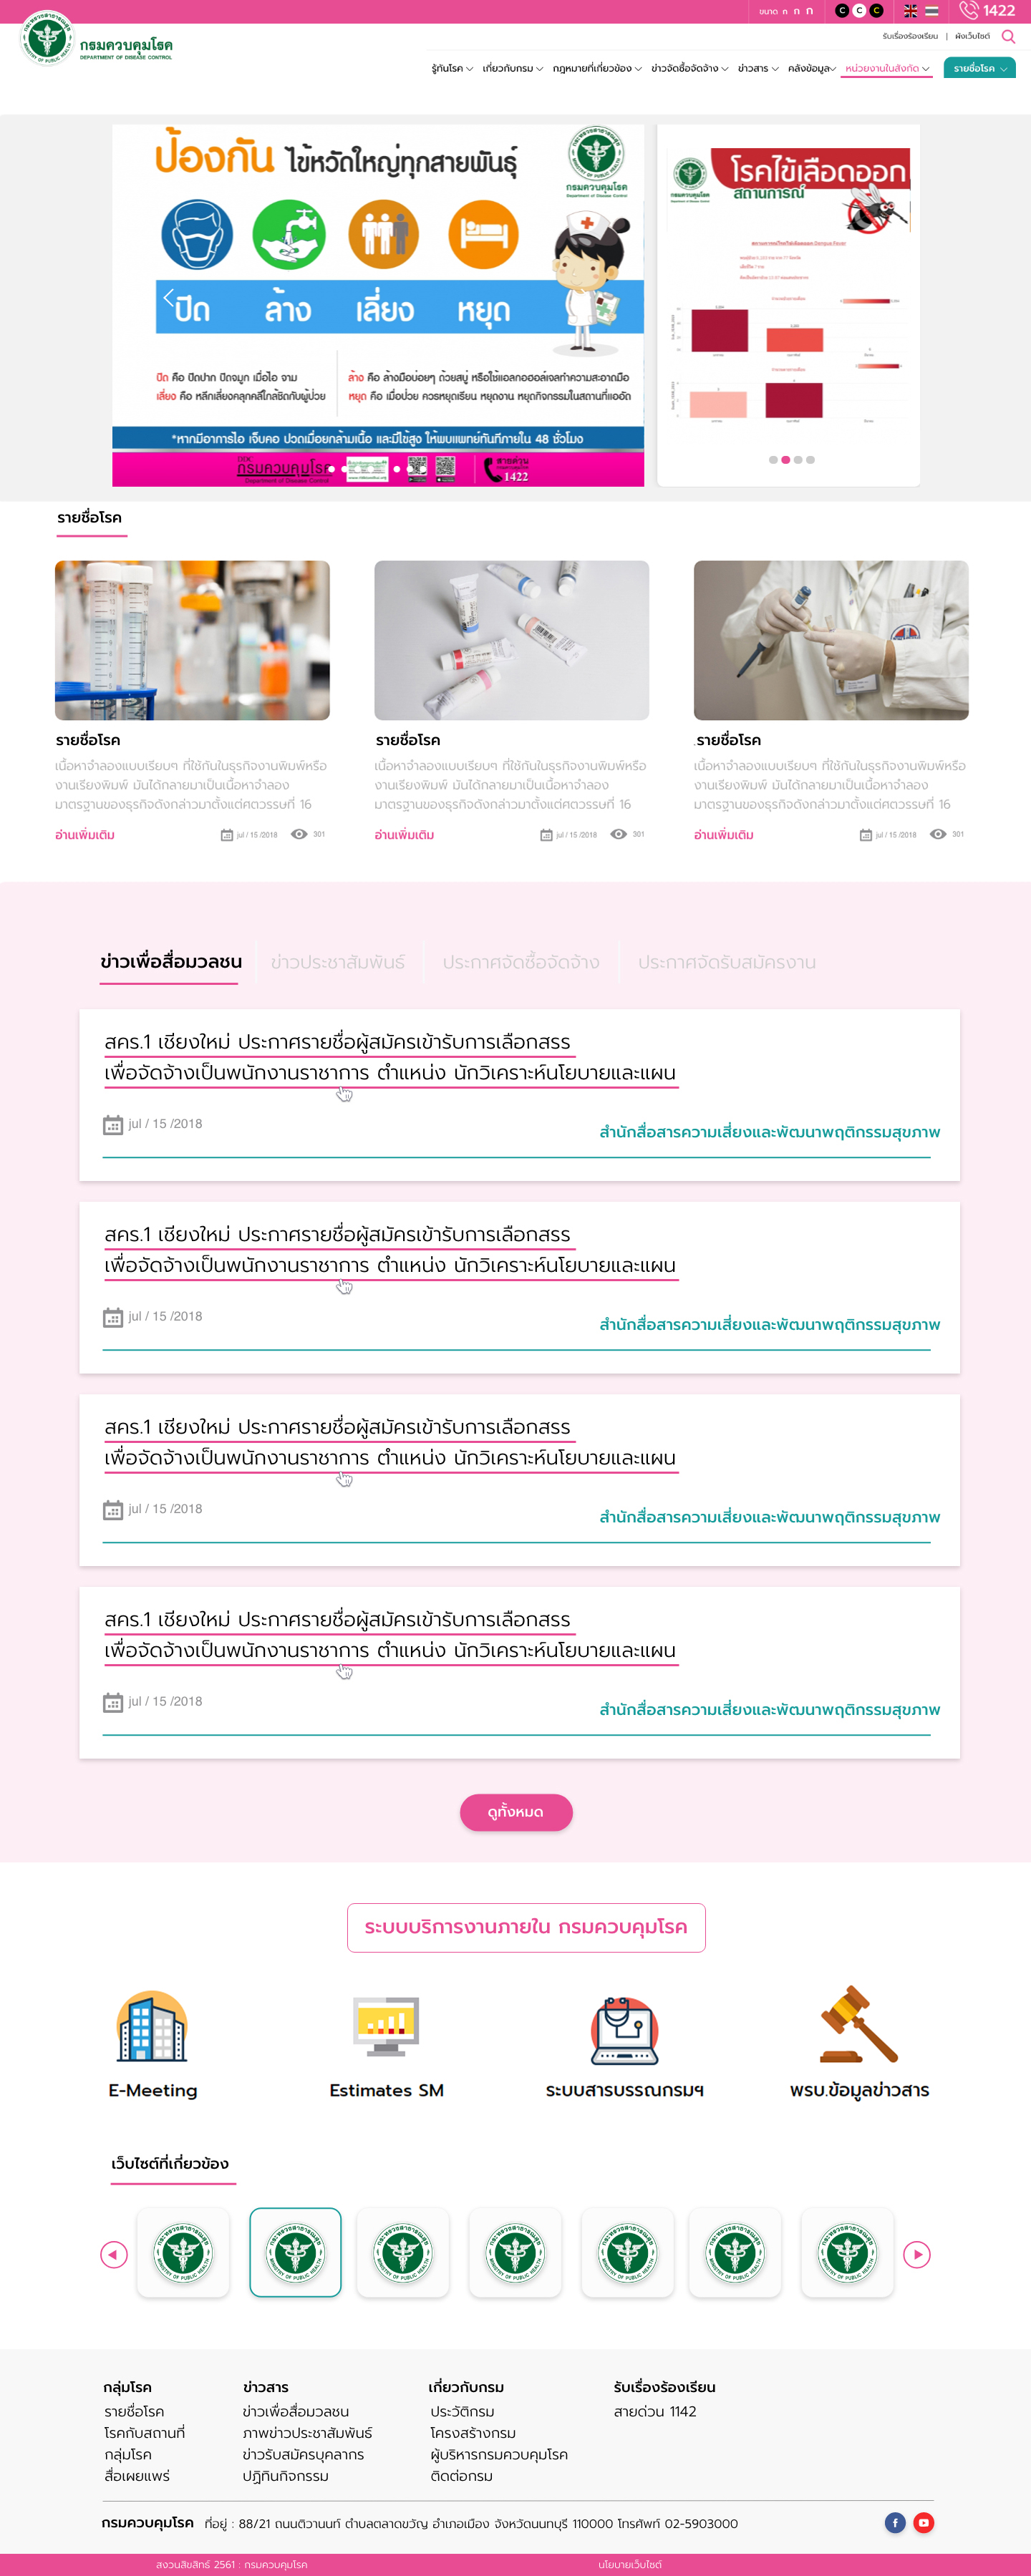 ขนาด ก ก ก C C C 1422
กรมควบคุมโรค
DEPARTMENT OF DISEASE CONTROL
รับเรื่องร้องเรียน | ผังเว็บไซต์
รู้ทันโรค เกี่ยวกับกรม กฎหมายที่เกี่ยวข้อง ข่าวจัดซื้อจัดจ้าง ข่าวสาร คลังข้อมูล หน่วยงานในสังกัด รายชื่อโรค
ป้องกัน ไข้หวัดใหญ่ทุกสายพันธุ์
กรมควบคุมโรค
Department of Disease Control
ปิด ล้าง เลี่ยง หยุด
ปิด คือ ปิดปาก ปิดจมูก เมื่อไอ จาม
เลี่ยง คือ หลีกเลี่ยงคลุกคลีใกล้ชิดกับผู้ป่วย
ล้าง คือ ล้างมือบ่อยๆ ด้วยสบู่ หรือใช้แอลกอฮอล์เจลทำความสะอาดมือ
หยุด คือ เมื่อป่วย ควรหยุดเรียน หยุดงาน หยุดกิจกรรมในสถานที่แออัด
*หากมีอาการไอ เจ็บคอ ปวดเมื่อยกล้ามเนื้อ และมีไข้สูง ให้พบแพทย์ทันทีภายใน 48 ชั่วโมง
DDC
กรมควบคุมโรค
Department of Disease Control
สายด่วน
1422
โรคไข้เลือดออก
สถานการณ์
รายชื่อโรค
รายชื่อโรค
เนื้อหาจำลองแบบเรียบๆ ที่ใช้กันในธุรกิจงานพิมพ์หรือ
งานเรียงพิมพ์ มันได้กลายมาเป็นเนื้อหาจำลอง
มาตรฐานของธุรกิจดังกล่าวมาตั้งแต่ศตวรรษที่ 16
อ่านเพิ่มเติม jul / 15 /2018 301
รายชื่อโรค
เนื้อหาจำลองแบบเรียบๆ ที่ใช้กันในธุรกิจงานพิมพ์หรือ
งานเรียงพิมพ์ มันได้กลายมาเป็นเนื้อหาจำลอง
มาตรฐานของธุรกิจดังกล่าวมาตั้งแต่ศตวรรษที่ 16
อ่านเพิ่มเติม jul / 15 /2018 301
.รายชื่อโรค
เนื้อหาจำลองแบบเรียบๆ ที่ใช้กันในธุรกิจงานพิมพ์หรือ
งานเรียงพิมพ์ มันได้กลายมาเป็นเนื้อหาจำลอง
มาตรฐานของธุรกิจดังกล่าวมาตั้งแต่ศตวรรษที่ 16
อ่านเพิ่มเติม jul / 15 /2018 301
ข่าวเพื่อสื่อมวลชน ข่าวประชาสัมพันธ์ ประกาศจัดซื้อจัดจ้าง ประกาศจัดรับสมัครงาน
สคร.1 เชียงใหม่ ประกาศรายชื่อผู้สมัครเข้ารับการเลือกสรร
เพื่อจัดจ้างเป็นพนักงานราชาการ ตำแหน่ง นักวิเคราะห์นโยบายและแผน
jul / 15 /2018
สำนักสื่อสารความเสี่ยงและพัฒนาพฤติกรรมสุขภาพ
สคร.1 เชียงใหม่ ประกาศรายชื่อผู้สมัครเข้ารับการเลือกสรร
เพื่อจัดจ้างเป็นพนักงานราชาการ ตำแหน่ง นักวิเคราะห์นโยบายและแผน
jul / 15 /2018
สำนักสื่อสารความเสี่ยงและพัฒนาพฤติกรรมสุขภาพ
สคร.1 เชียงใหม่ ประกาศรายชื่อผู้สมัครเข้ารับการเลือกสรร
เพื่อจัดจ้างเป็นพนักงานราชาการ ตำแหน่ง นักวิเคราะห์นโยบายและแผน
jul / 15 /2018
สำนักสื่อสารความเสี่ยงและพัฒนาพฤติกรรมสุขภาพ
สคร.1 เชียงใหม่ ประกาศรายชื่อผู้สมัครเข้ารับการเลือกสรร
เพื่อจัดจ้างเป็นพนักงานราชาการ ตำแหน่ง นักวิเคราะห์นโยบายและแผน
jul / 15 /2018
สำนักสื่อสารความเสี่ยงและพัฒนาพฤติกรรมสุขภาพ
ดูทั้งหมด
ระบบบริการงานภายใน กรมควบคุมโรค
E-Meeting Estimates SM ระบบสารบรรณกรมฯ พรบ.ข้อมูลข่าวสาร
เว็บไซต์ที่เกี่ยวข้อง
กลุ่มโรค ข่าวสาร เกี่ยวกับกรม รับเรื่องร้องเรียน
รายชื่อโรค ข่าวเพื่อสื่อมวลชน ประวัติกรม สายด่วน 1142
โรคกับสถานที่ ภาพข่าวประชาสัมพันธ์ โครงสร้างกรม
กลุ่มโรค ข่าวรับสมัครบุคลากร ผู้บริหารกรมควบคุมโรค
สื่อเผยแพร่ ปฏิทินกิจกรรม ติดต่อกรม
กรมควบคุมโรค ที่อยู่ : 88/21 ถนนติวานนท์ ตำบลตลาดขวัญ อำเภอเมือง จังหวัดนนทบุรี 110000 โทรศัพท์ 02-5903000
สงวนลิขสิทธิ์ 2561 : กรมควบคุมโรค นโยบายเว็บไซต์